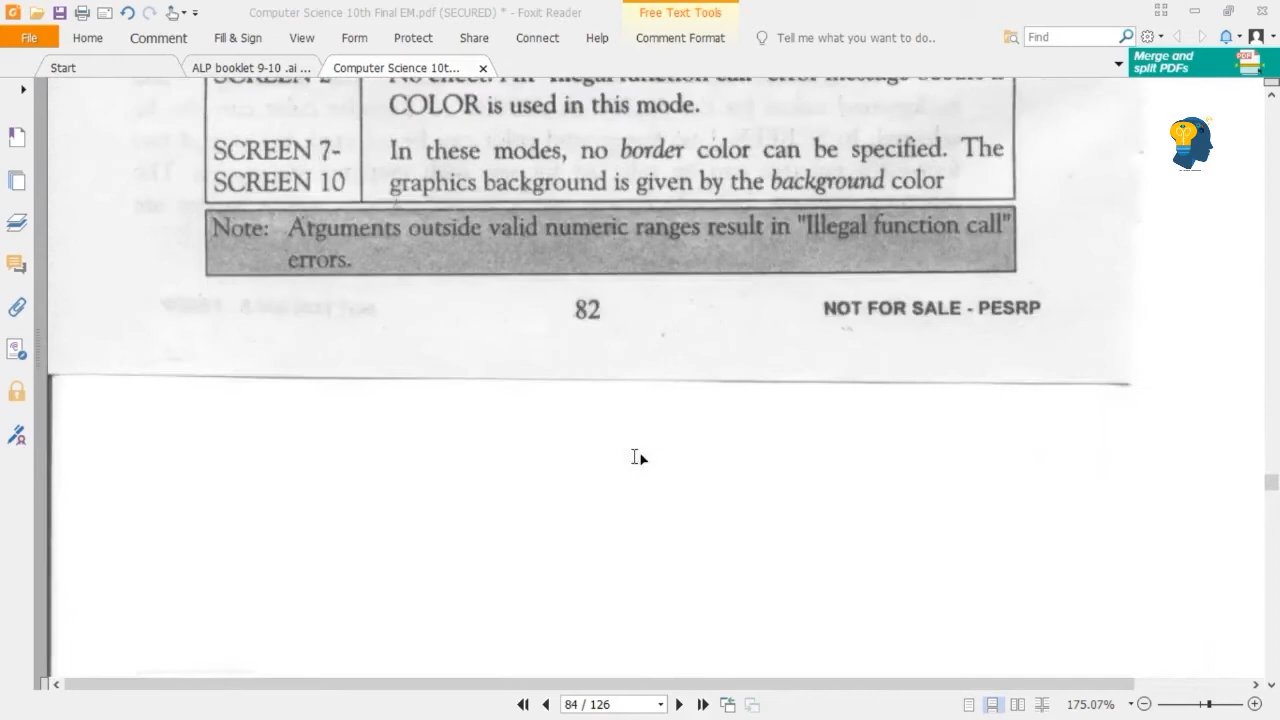 Computer Science 10th Final EM.pdf (SECURED) * - Foxit Reader
Free Text Tools
File Home Comment Fill & Sign View Form Protect Share Connect Help Comment Format Tell me what you want to do.. Find
Start ALP booklet 9-10 .ai ... Computer Science 10t... Merge and
split PDFs
SCREEN 2
COLOR is used in this mode.
SCREEN 7- In these modes, no border color can be specified. The
SCREEN 10 graphics background is given by the background color
Note: Arguments outside valid numeric ranges result in "Illegal function call"
errors.
82 NOT FOR SALE - PESRP
84 / 126 175.07%